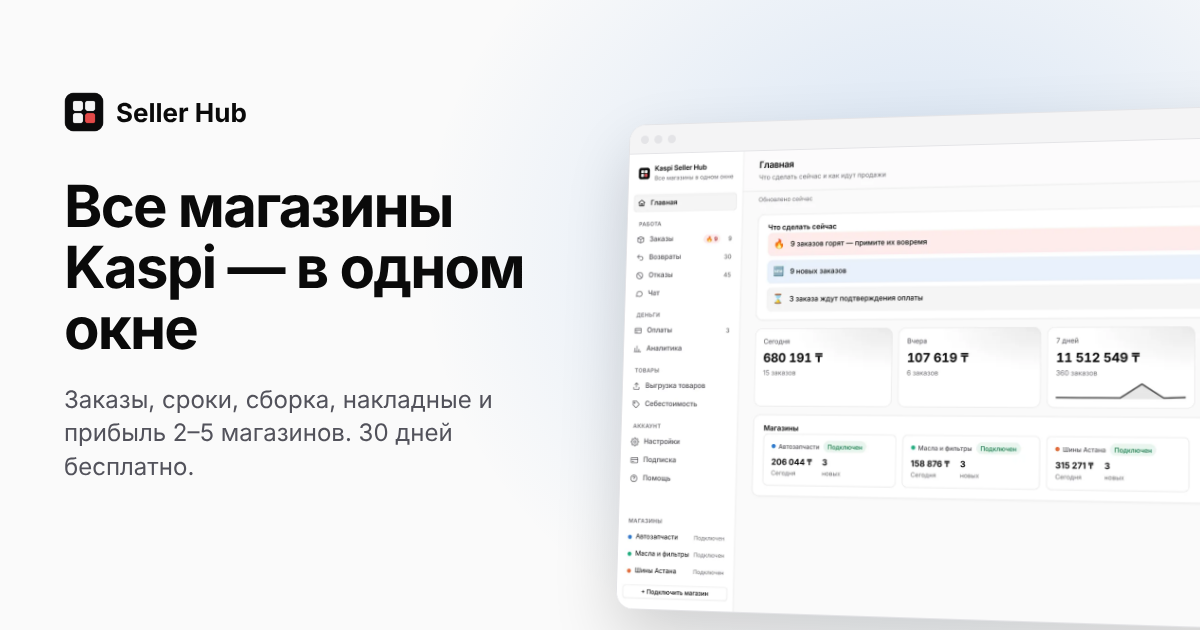 Seller Hub
Все магазины
Kaspi — в одном
окне
Заказы, сроки, сборка, накладные и
прибыль 2–5 магазинов. 30 дней
бесплатно.
Kaspi Seller Hub
Все магазины в одном окне
Главная
РАБОТА
Заказы 🔥 9 9
Возвраты 30
Отказы 45
Чат
ДЕНЬГИ
Оплаты 3
Аналитика
ТОВАРЫ
Выгрузка товаров
Себестоимость
АККАУНТ
Настройки
Подписка
Помощь
МАГАЗИНЫ
Автозапчасти Подключен
Масла и фильтры Подключен
Шины Астана Подключен
+ Подключить магазин
Главная
Что сделать сейчас и как идут продажи
Обновлено сейчас
Что сделать сейчас
🔥 9 заказов горят — примите их вовремя
🆕 9 новых заказов
⌛ 3 заказа ждут подтверждения оплаты
Сегодня
680 191 ₸
15 заказов
Вчера
107 619 ₸
6 заказов
7 дней
11 512 549 ₸
360 заказов
Магазины
Автозапчасти Подключен
206 044 ₸ 3
Сегодня новых
Масла и фильтры Подключен
158 876 ₸ 3
Сегодня новых
Шины Астана Подключен
315 271 ₸ 3
Сегодня новых